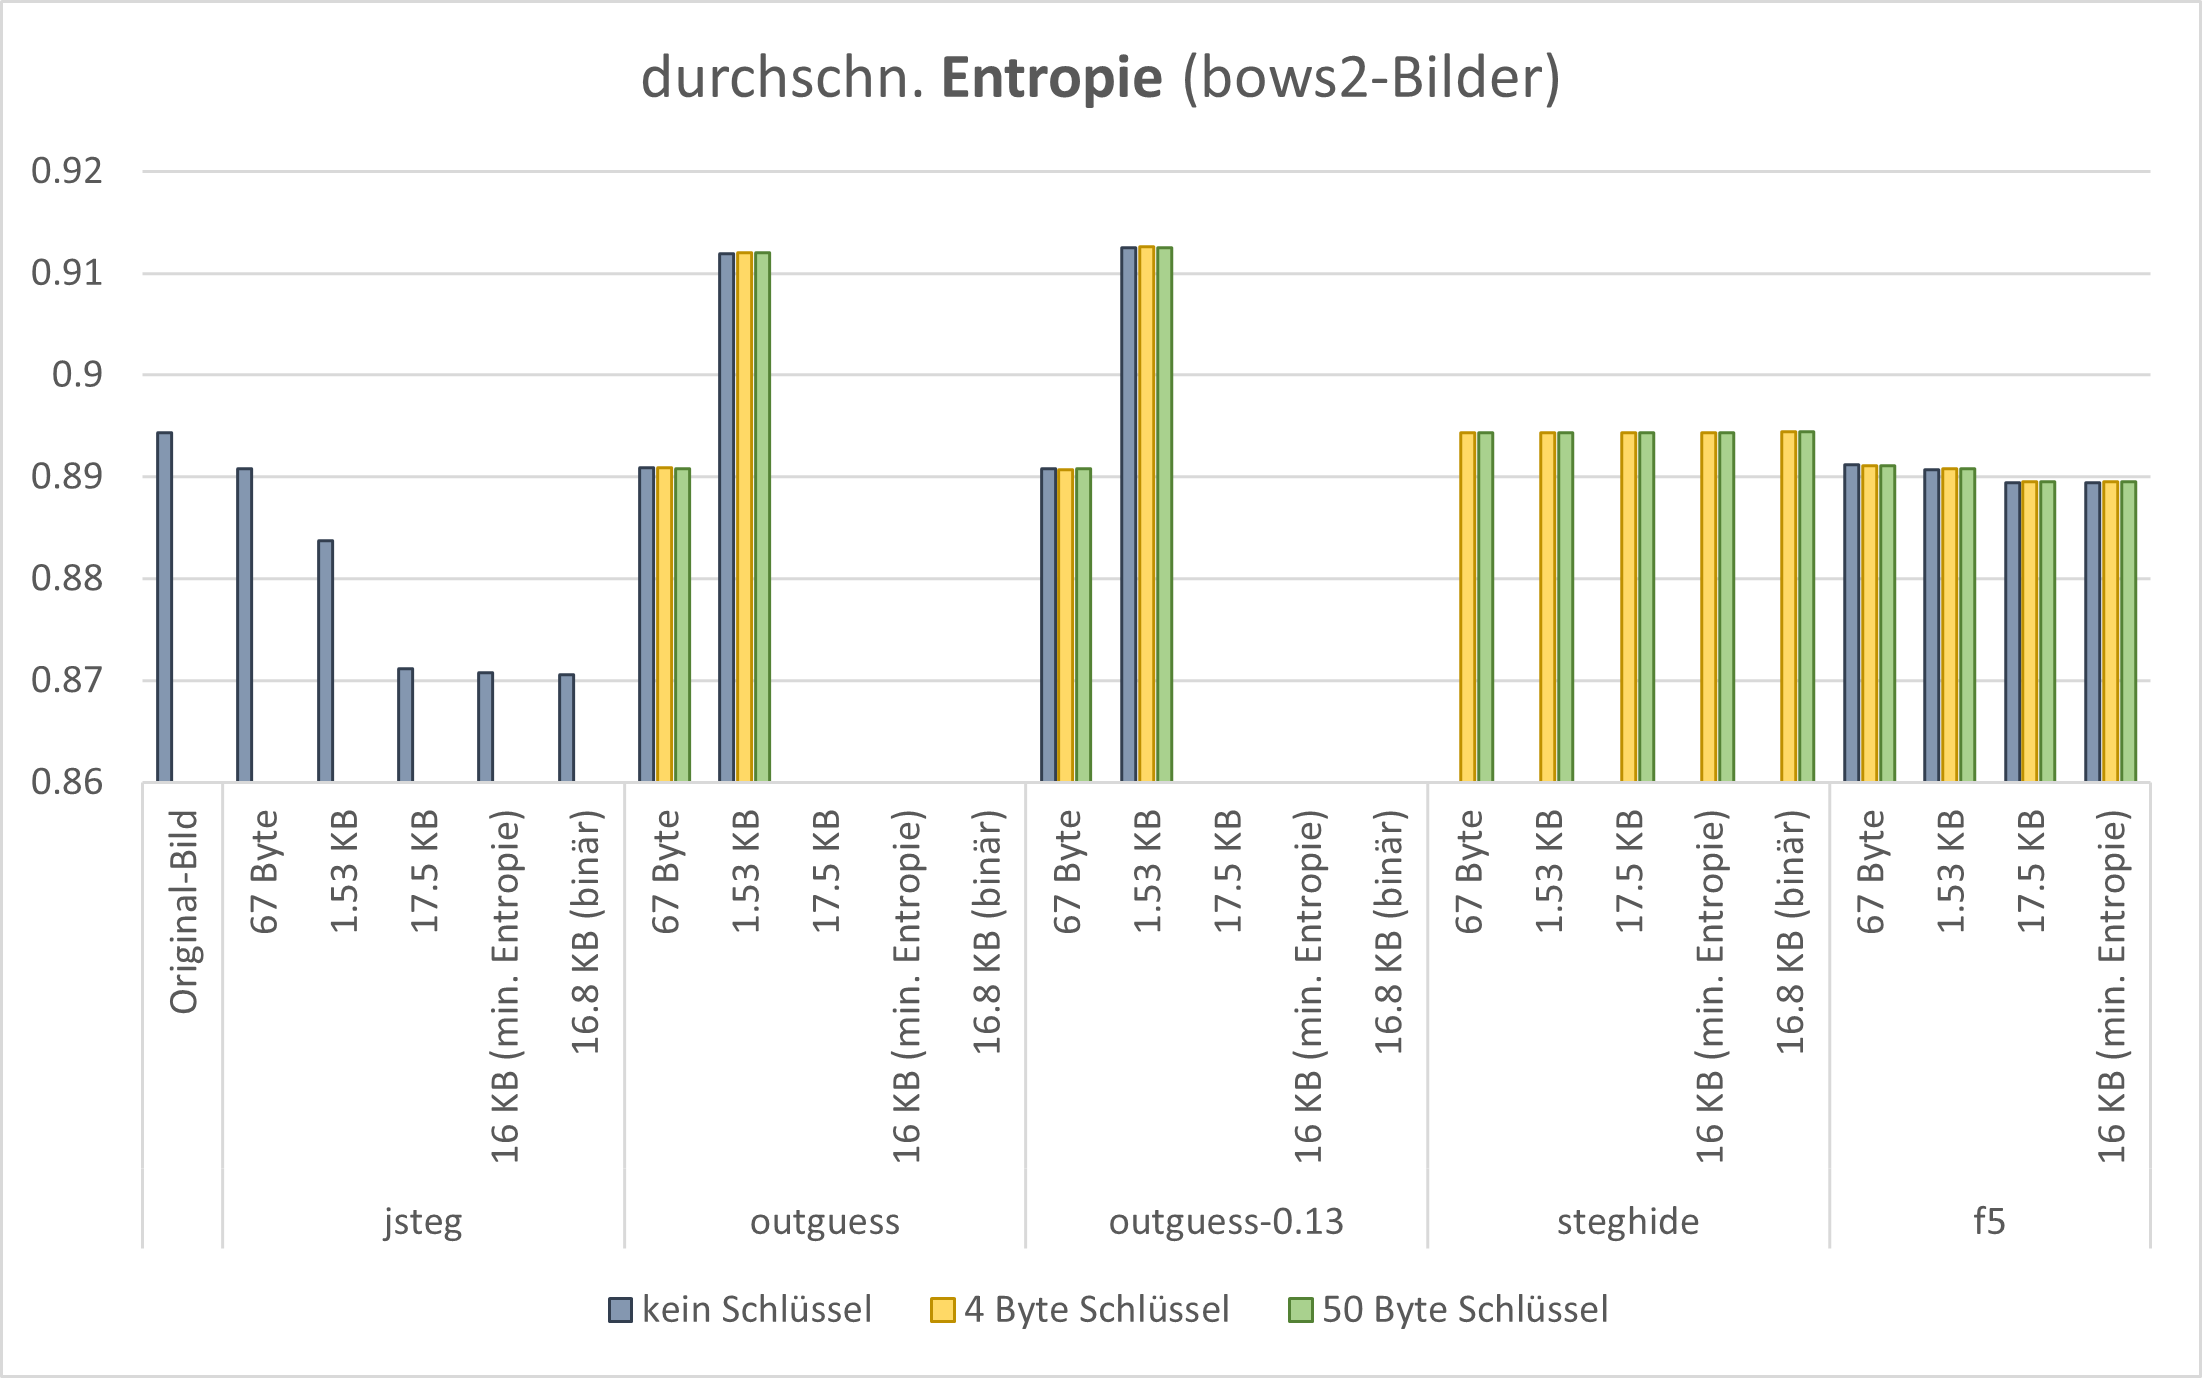 durchschn. Entropie (bows2-Bilder)
0.92
0.91
0.9
0.89
0.88
0.87
0.86
Original-Bild
67 Byte
1.53 KB
17.5 KB
16 KB (min. Entropie)
16.8 KB (binär)
67 Byte
1.53 KB
17.5 KB
16 KB (min. Entropie)
16.8 KB (binär)
67 Byte
1.53 KB
17.5 KB
16 KB (min. Entropie)
16.8 KB (binär)
67 Byte
1.53 KB
17.5 KB
16 KB (min. Entropie)
16.8 KB (binär)
67 Byte
1.53 KB
17.5 KB
16 KB (min. Entropie)
jsteg
outguess
outguess-0.13
steghide
f5
kein Schlüssel
4 Byte Schlüssel
50 Byte Schlüssel